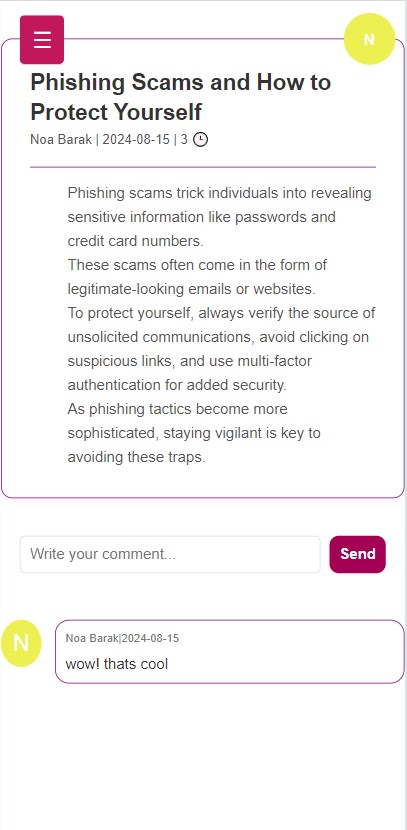 N
Phishing Scams and How to
Protect Yourself
Noa Barak | 2024-08-15 | 3
Phishing scams trick individuals into revealing
sensitive information like passwords and
credit card numbers.
These scams often come in the form of
legitimate-looking emails or websites.
To protect yourself, always verify the source of
unsolicited communications, avoid clicking on
suspicious links, and use multi-factor
authentication for added security.
As phishing tactics become more
sophisticated, staying vigilant is key to
avoiding these traps.
Write your comment...
Send
N
Noa Barak|2024-08-15
wow! thats cool